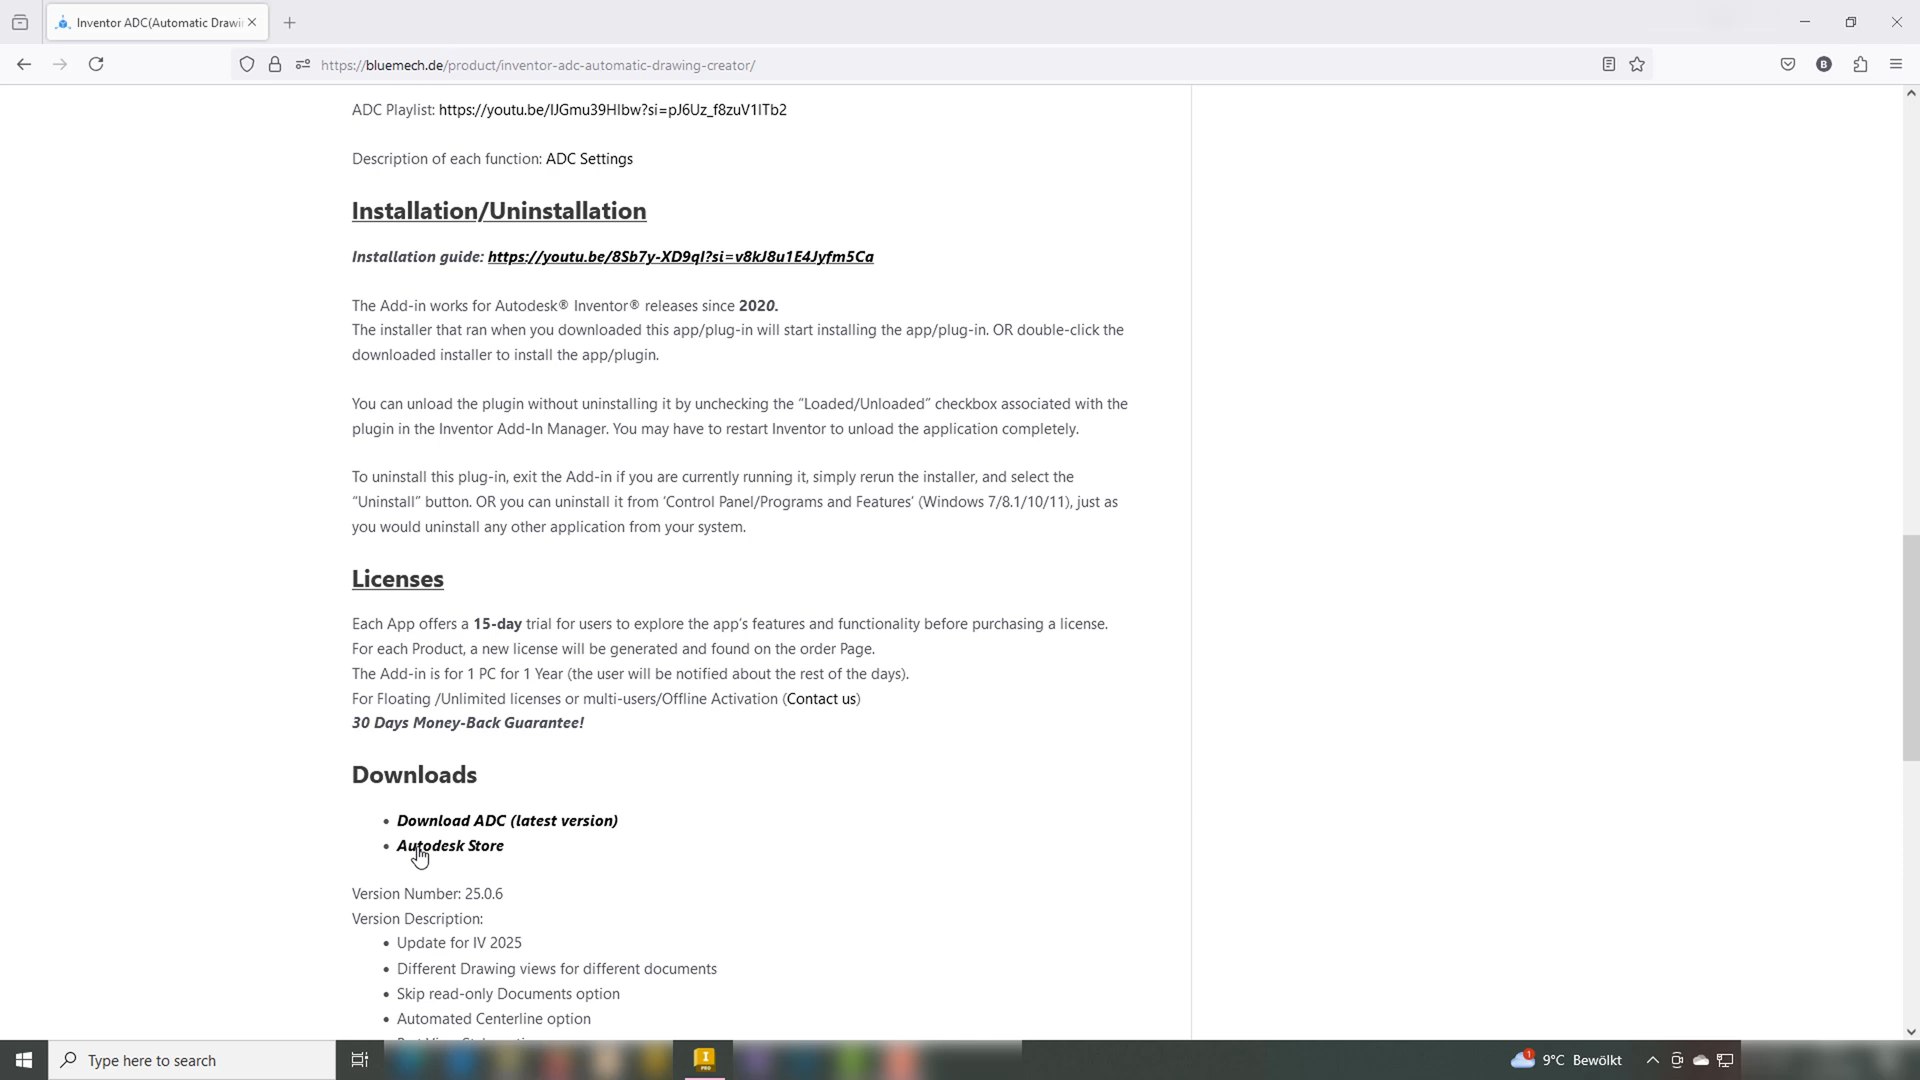 Inventor ADC(Automatic Drawi
https://bluemech.de/product/inventor-adc-automatic-drawing-creator/
B
ADC Playlist: https://youtu.be/IJGmu39HIbw?si=pJ6Uz_f8zuV1ITb2
Description of each function: ADC Settings
Installation/Uninstallation
Installation guide: https://youtu.be/8Sb7y-XD9qI?si=v8kJ8u1E4Jyfm5Ca
The Add-in works for Autodesk® Inventor® releases since 2020.
The installer that ran when you downloaded this app/plug-in will start installing the app/plug-in. OR double-click the
downloaded installer to install the app/plugin.
You can unload the plugin without uninstalling it by unchecking the “Loaded/Unloaded” checkbox associated with the
plugin in the Inventor Add-In Manager. You may have to restart Inventor to unload the application completely.
To uninstall this plug-in, exit the Add-in if you are currently running it, simply rerun the installer, and select the
“Uninstall” button. OR you can uninstall it from ‘Control Panel/Programs and Features’ (Windows 7/8.1/10/11), just as
you would uninstall any other application from your system.
Licenses
Each App offers a 15-day trial for users to explore the app’s features and functionality before purchasing a license.
For each Product, a new license will be generated and found on the order Page.
The Add-in is for 1 PC for 1 Year (the user will be notified about the rest of the days).
For Floating /Unlimited licenses or multi-users/Offline Activation (Contact us)
30 Days Money-Back Guarantee!
Downloads
Download ADC (latest version)
Autodesk Store
Version Number: 25.0.6
Version Description:
Update for IV 2025
Different Drawing views for different documents
Skip read-only Documents option
Automated Centerline option
Type here to search
I PRO
1
9°C Bewölkt